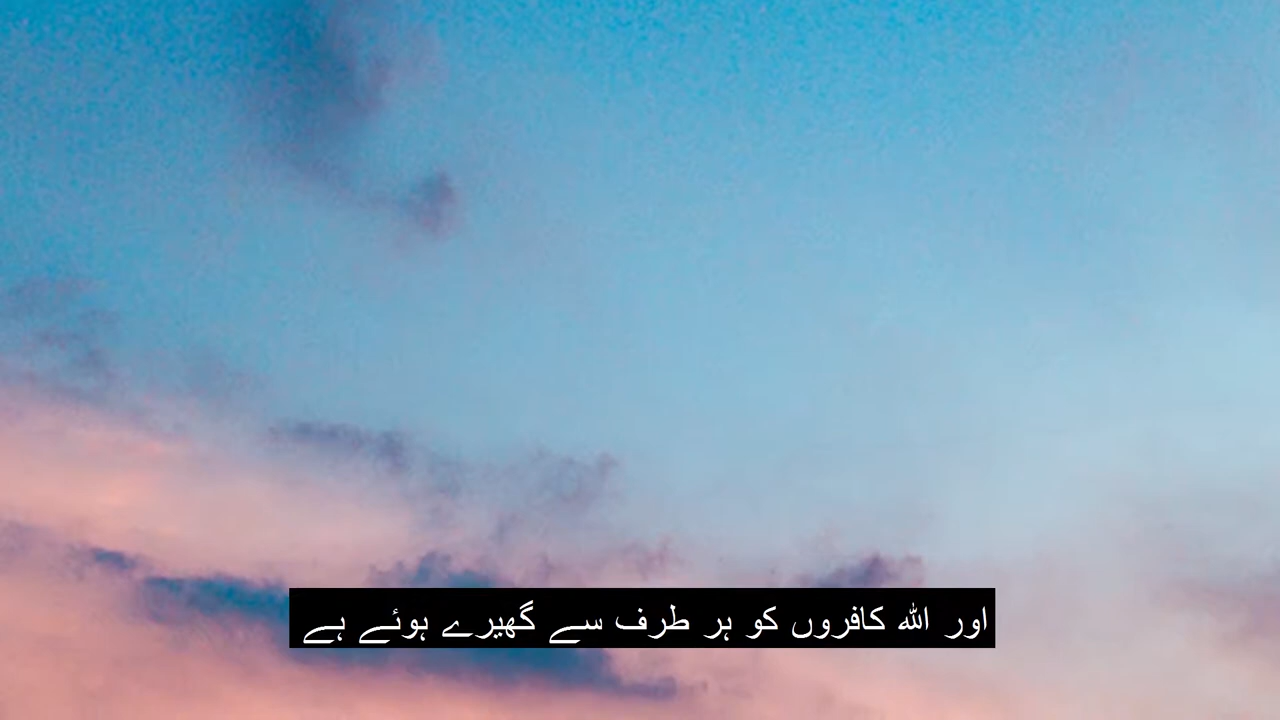 اور اللہ کافروں کو ہر طرف سے گھیرے ہوئے ہے